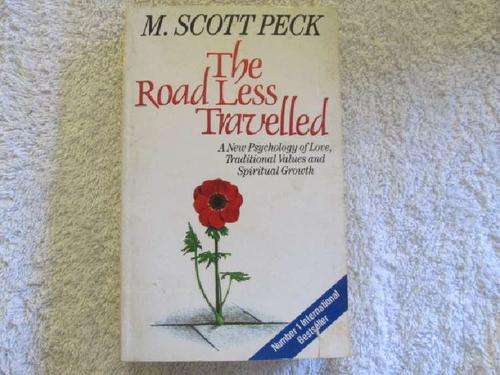 M. SCOTT PECK
The
Road Less
Travelled
A New Psychology of Love,
Traditional Values and
Spiritual Growth
Number 1 International
Bestseller